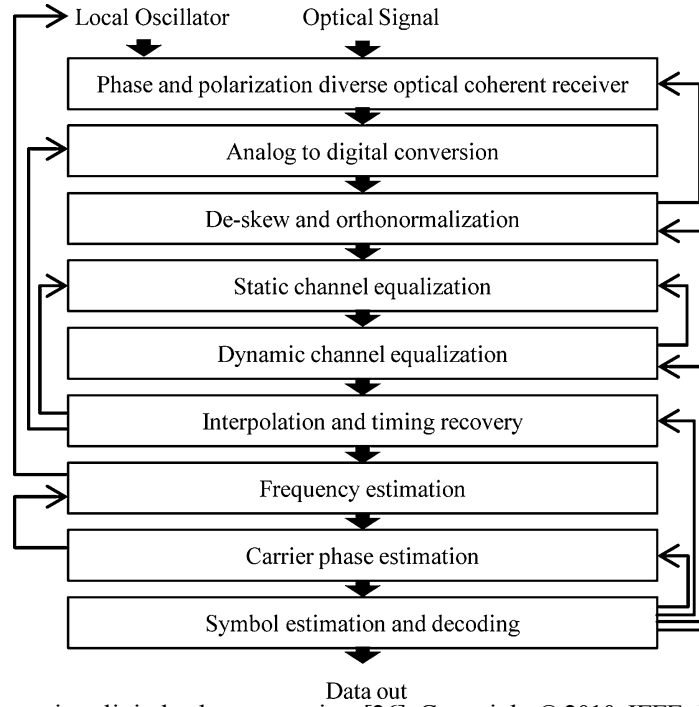 Local Oscillator Optical Signal
Phase and polarization diverse optical coherent receiver
Analog to digital conversion
De-skew and orthonormalization
Static channel equalization
Dynamic channel equalization
Interpolation and timing recovery
Frequency estimation
Carrier phase estimation
Symbol estimation and decoding
Data out